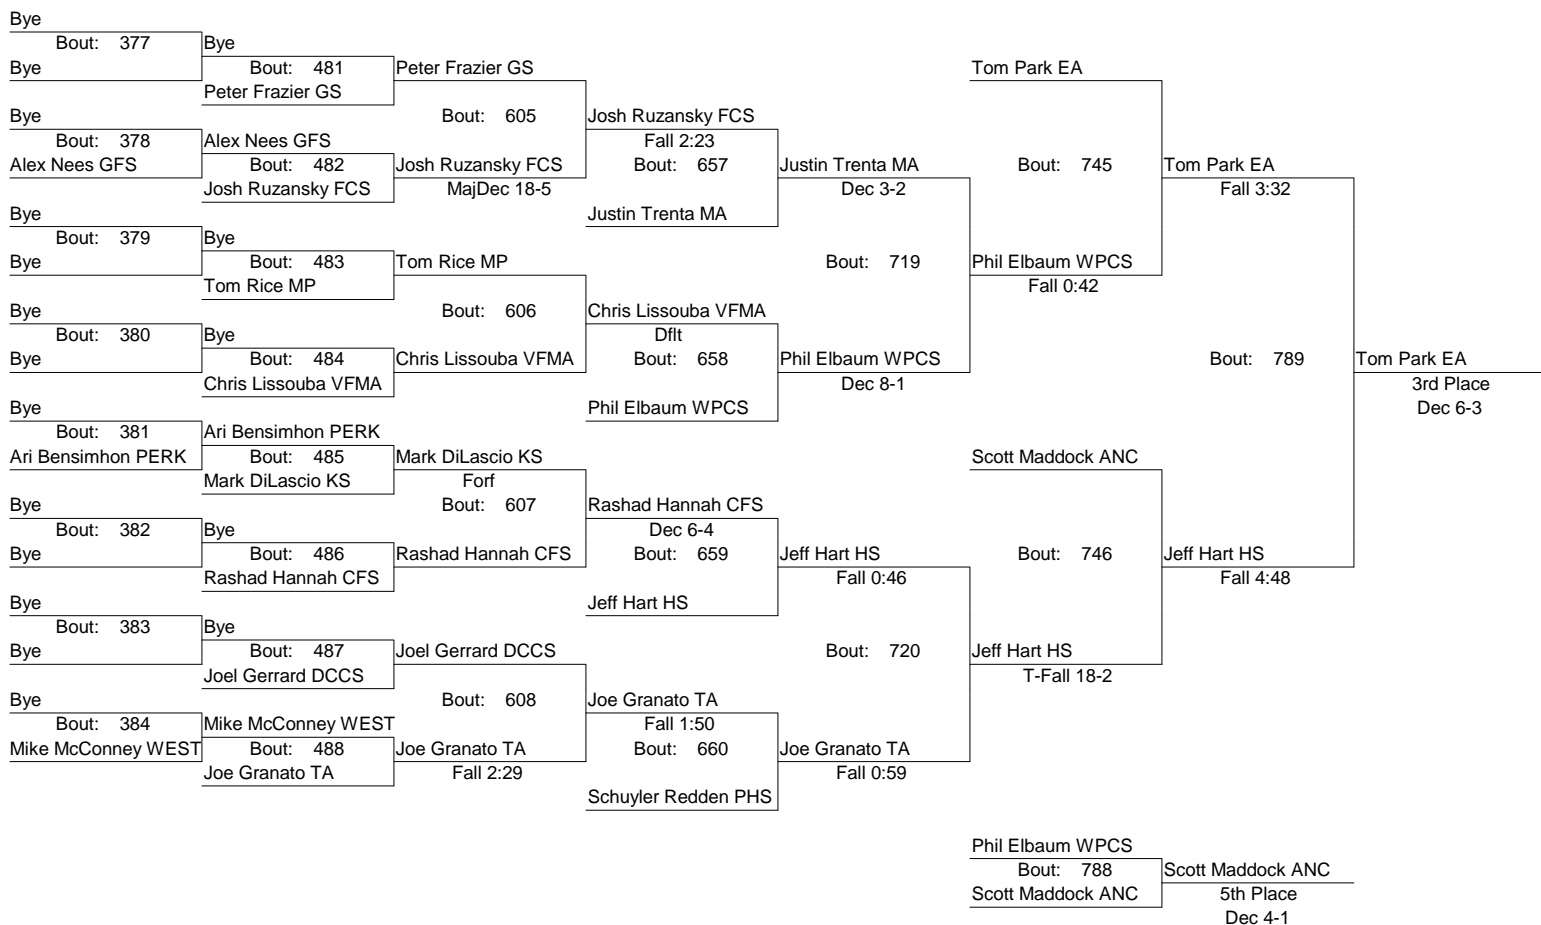 Bye
Bout: 377
Bye
Bye
Bout: 481
Peter Frazier GS
Peter Frazier GS
Bout: 605
Bye
Bout: 378
Alex Nees GFS
Alex Nees GFS
Bout: 482
Josh Ruzansky FCS
Josh Ruzansky FCS
MajDec 18-5
Josh Ruzansky FCS
Fall 2:23
Bout: 657
Justin Trenta MA
Justin Trenta MA
Dec 3-2
Bye
Bout: 379
Bye
Bye
Bout: 483
Tom Rice MP
Tom Rice MP
Bout: 606
Bye
Bout: 380
Bye
Bye
Bout: 484
Chris Lissouba VFMA
Chris Lissouba VFMA
Chris Lissouba VFMA
Dflt
Bout: 658
Phil Elbaum WPCS
Phil Elbaum WPCS
Dec 8-1
Bout: 719
Tom Park EA
Bout: 745
Phil Elbaum WPCS
Fall 0:42
Tom Park EA
Fall 3:32
Bye
Bout: 381
Ari Bensimhon PERK
Ari Bensimhon PERK
Bout: 485
Mark DiLascio KS
Mark DiLascio KS
Forf
Bout: 607
Bye
Bout: 382
Bye
Bye
Bout: 486
Rashad Hannah CFS
Rashad Hannah CFS
Rashad Hannah CFS
Dec 6-4
Bout: 659
Jeff Hart HS
Jeff Hart HS
Fall 0:46
Bye
Bout: 383
Bye
Bye
Bout: 487
Joel Gerrard DCCS
Joel Gerrard DCCS
Bout: 608
Bye
Bout: 384
Mike McConney WEST
Mike McConney WEST
Bout: 488
Joe Granato TA
Joe Granato TA
Fall 2:29
Joe Granato TA
Fall 1:50
Bout: 660
Schuyler Redden PHS
Joe Granato TA
Fall 0:59
Bout: 720
Scott Maddock ANC
Bout: 746
Jeff Hart HS
T-Fall 18-2
Jeff Hart HS
Fall 4:48
Bout: 789
Tom Park EA
3rd Place
Dec 6-3
Phil Elbaum WPCS
Bout: 788
Scott Maddock ANC
Scott Maddock ANC
5th Place
Dec 4-1